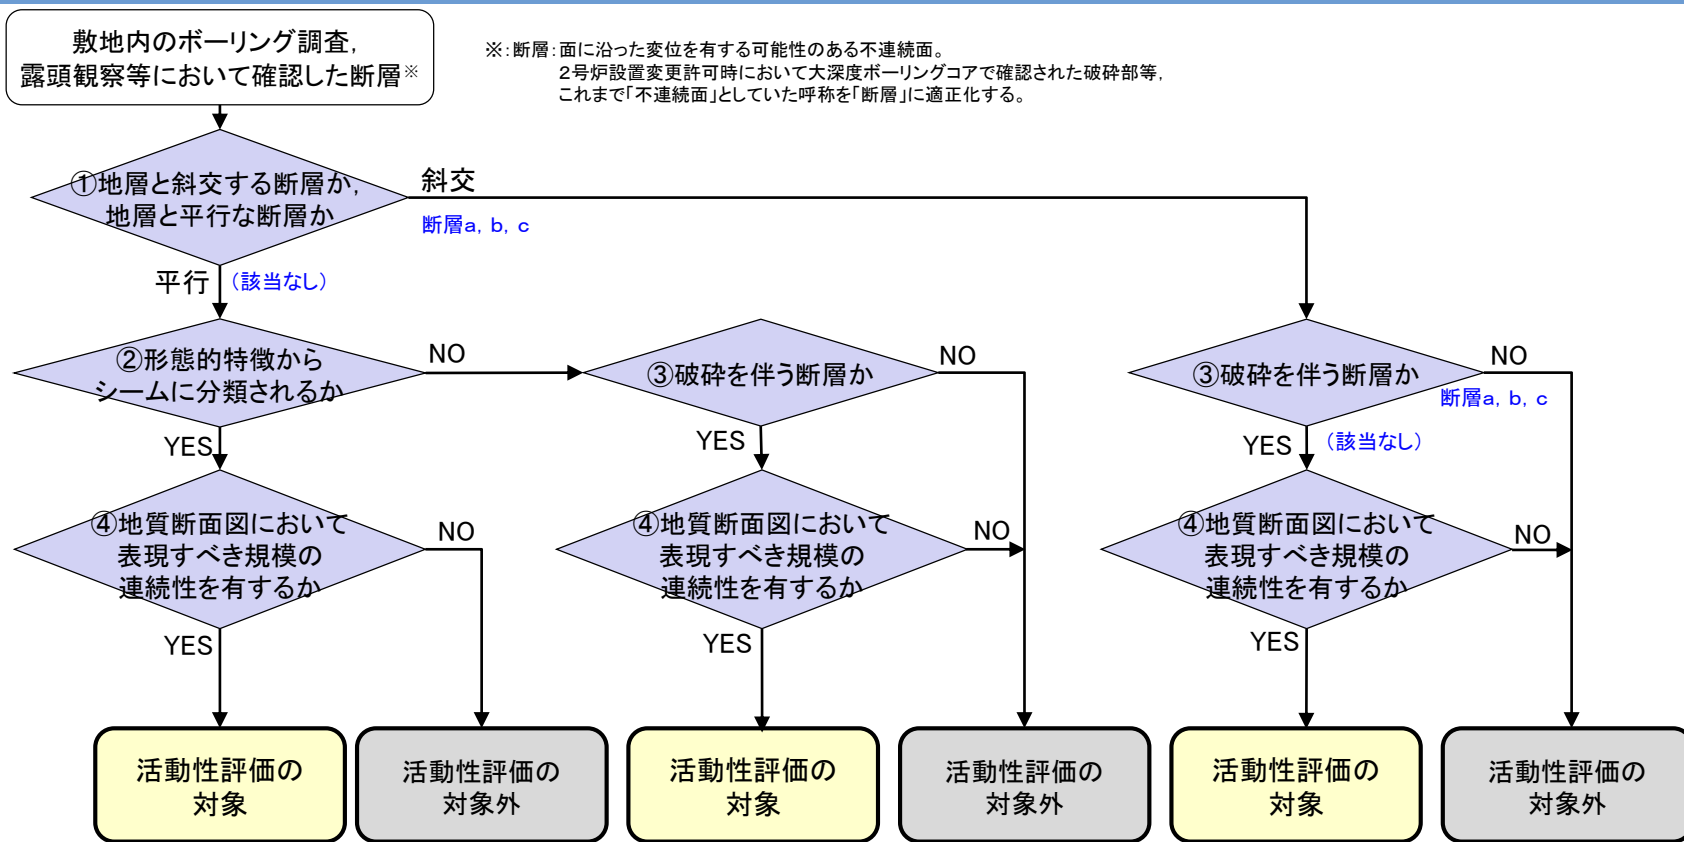 敷地内のボーリング調査,
露頭観察等において確認した断層※
※:断層:面に沿った変位を有する可能性のある不連続面。
2号炉設置変更許可時において大深度ボーリングコアで確認された破砕部等,
これまで「不連続面」としていた呼称を「断層」に適正化する。
①地層と斜交する断層か,
地層と平行な断層か
斜交
断層a, b, c
平行
(該当なし)
②形態的特徴から
シームに分類されるか
NO
③破砕を伴う断層か
NO
③破砕を伴う断層か
NO
断層a, b, c
YES
YES
YES
(該当なし)
④地質断面図において
表現すべき規模の
連続性を有するか
NO
④地質断面図において
表現すべき規模の
連続性を有するか
NO
④地質断面図において
表現すべき規模の
連続性を有するか
NO
YES
YES
YES
活動性評価の
対象
活動性評価の
対象外
活動性評価の
対象
活動性評価の
対象外
活動性評価の
対象
活動性評価の
対象外